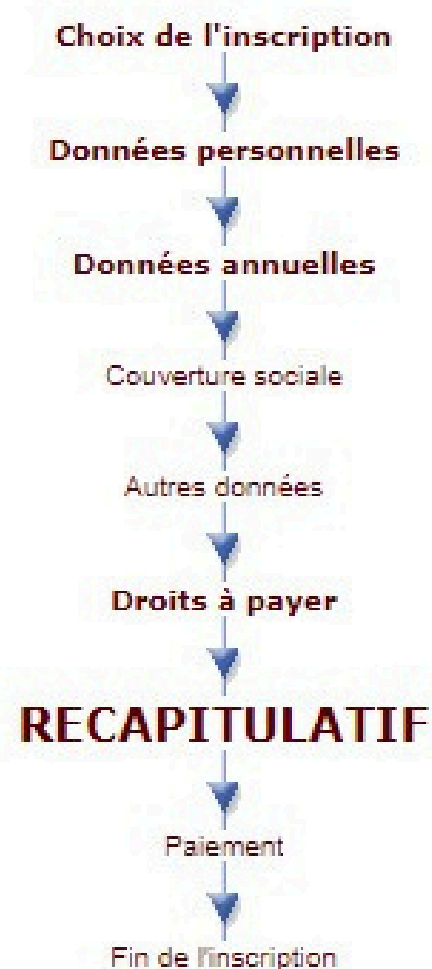 Choix de l'inscription
Données personnelles
Données annuelles
Couverture sociale
Autres données
Droits à payer
RECAPITULATIF
Paiement
Fin de l'inscription